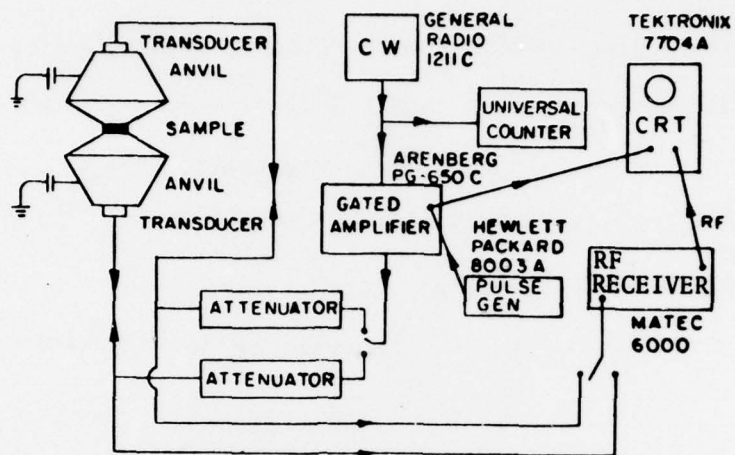 TRANSDUCER
ANVIL
SAMPLE
ANVIL
TRANSDUCER
CW
GENERAL
RADIO
1211C
UNIVERSAL
COUNTER
TEKTRONIX
7704A
CRT
ARENBERG
PG-650C
GATED
AMPLIFIER
HEWLETT
PACKARD
8003A
PULSE
GEN
RF
RF
RECEIVER
MATEC
6000
ATTENUATOR
ATTENUATOR